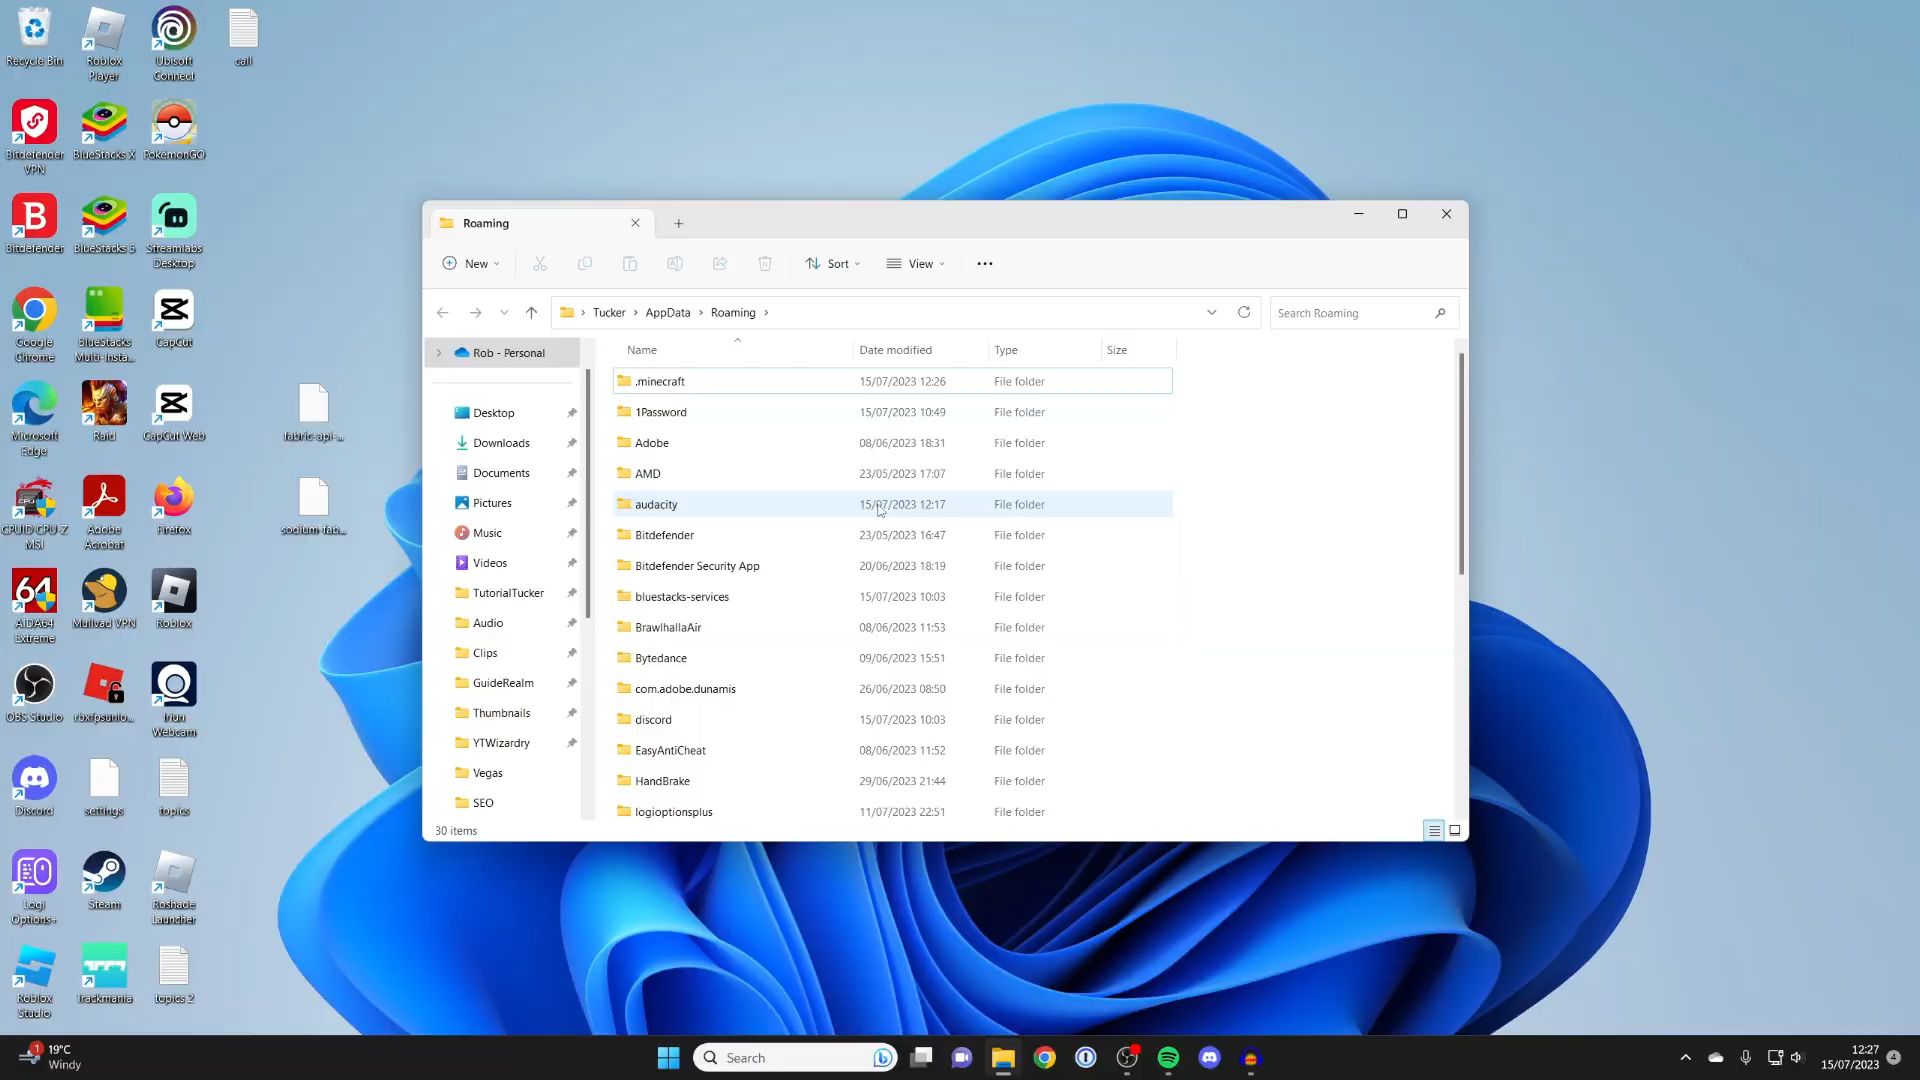 Recycle Bin
Roblox Player
Ubisoft Connect
call
Bitdefender VPN
BlueStacks X
PokemonGO
Bitdefender
BlueStacks 5
Streamlabs Desktop
Google Chrome
BlueStacks Multi-Insta...
CapCut
Microsoft Edge
Raid
CapCut Web
fabric-api-...
CPUID CPU-Z MSI
Adobe Acrobat
Firefox
sodium-fab...
64
AIDA64 Extreme
Mullvad VPN
Roblox
OBS Studio
rbxfpsunlo...
Iriun Webcam
Discord
settings
topics
Logi Options+
Steam
Roshade Launcher
Roblox Studio
Trackmania
topics 2
Roaming
New
Sort
View
Tucker > AppData > Roaming >
Search Roaming
Rob - Personal
Desktop
Downloads
Documents
Pictures
Music
Videos
TutorialTucker
Audio
Clips
GuideRealm
Thumbnails
YTWizardry
Vegas
SEO
Name Date modified Type Size
.minecraft 15/07/2023 12:26 File folder
1Password 15/07/2023 10:49 File folder
Adobe 08/06/2023 18:31 File folder
AMD 23/05/2023 17:07 File folder
audacity 15/07/2023 12:17 File folder
Bitdefender 23/05/2023 16:47 File folder
Bitdefender Security App 20/06/2023 18:19 File folder
bluestacks-services 15/07/2023 10:03 File folder
BrawlhallaAir 08/06/2023 11:53 File folder
Bytedance 09/06/2023 15:51 File folder
com.adobe.dunamis 26/06/2023 08:50 File folder
discord 15/07/2023 10:03 File folder
EasyAntiCheat 08/06/2023 11:52 File folder
HandBrake 29/06/2023 21:44 File folder
logioptionsplus 11/07/2023 22:51 File folder
30 items
1
19°C
Windy
Search
12:27
15/07/2023
4